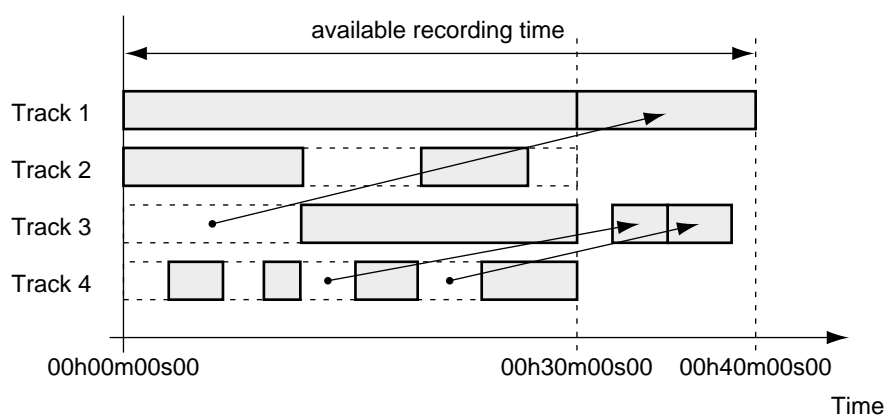 available recording time
Track 1
Track 2
Track 3
Track 4
00h00m00s00 00h30m00s00 00h40m00s00
Time